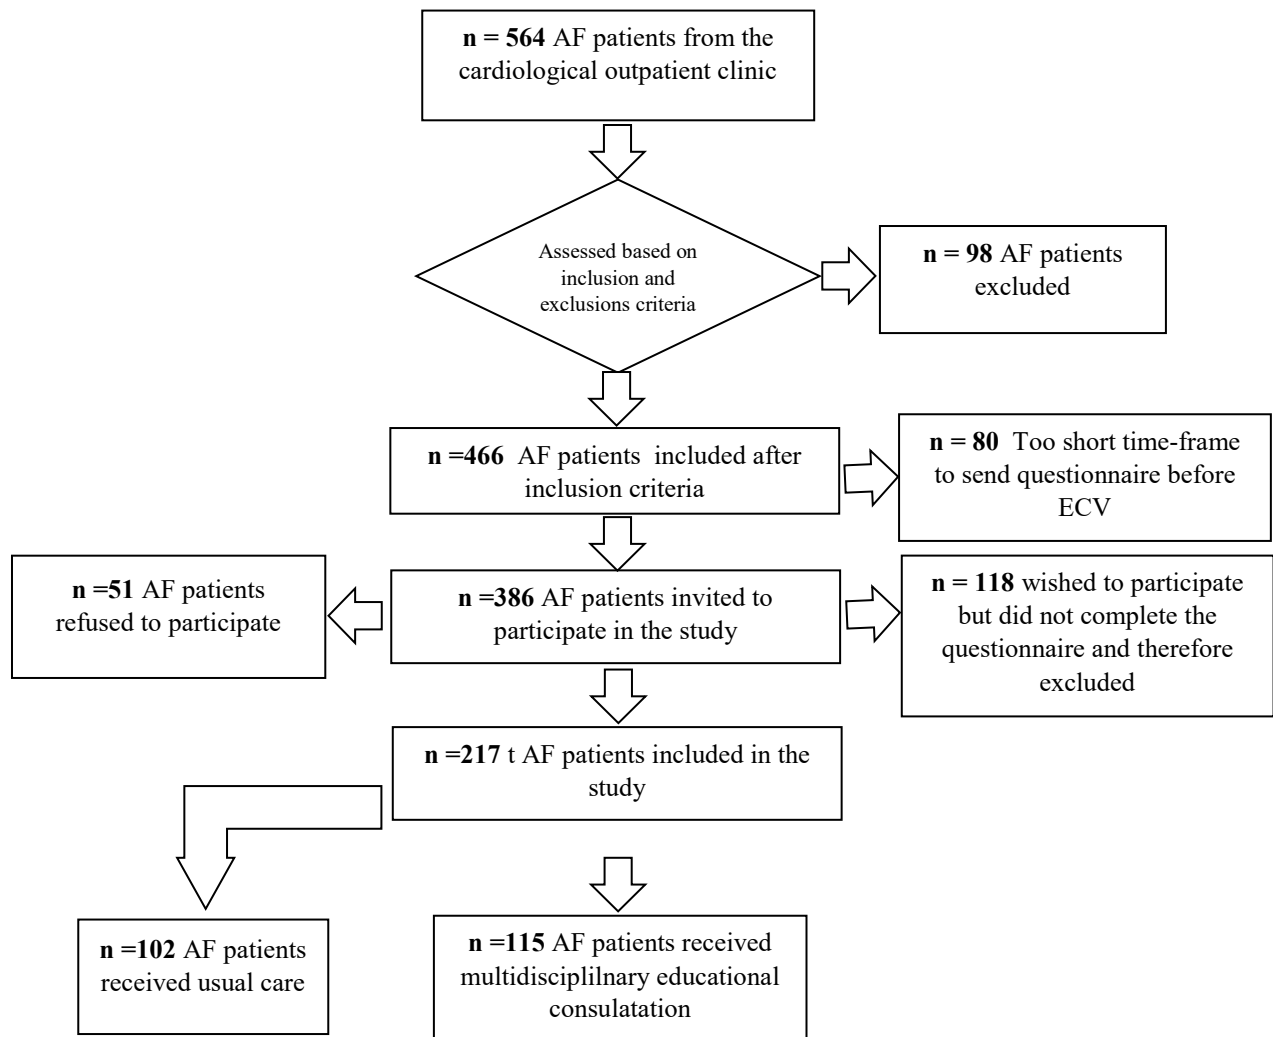 n = 564 AF patients from the
cardiological outpatient clinic
Assessed based on
inclusion and
exclusions criteria
n = 98 AF patients
excluded
n =466 AF patients included after
inclusion criteria
n = 80 Too short time-frame
to send questionnaire before
ECV
n =51 AF patients
refused to participate
n =386 AF patients invited to
participate in the study
n = 118 wished to participate
but did not complete the
questionnaire and therefore
excluded
n =217 t AF patients included in the
study
n =102 AF patients
received usual care
n =115 AF patients received
multidisciplilnary educational
consulatation